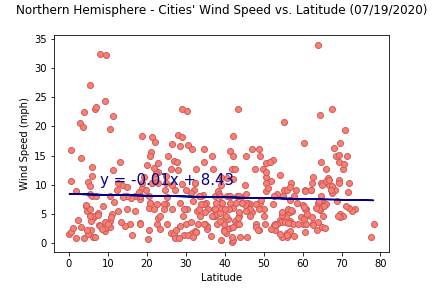 Northern Hemisphere - Cities' Wind Speed vs. Latitude (07/19/2020)
35
30
25
20
15
10
5
0
Wind Speed (mph)
y = -0.01x + 8.43
0 10 20 30 40 50 60 70 80
Latitude